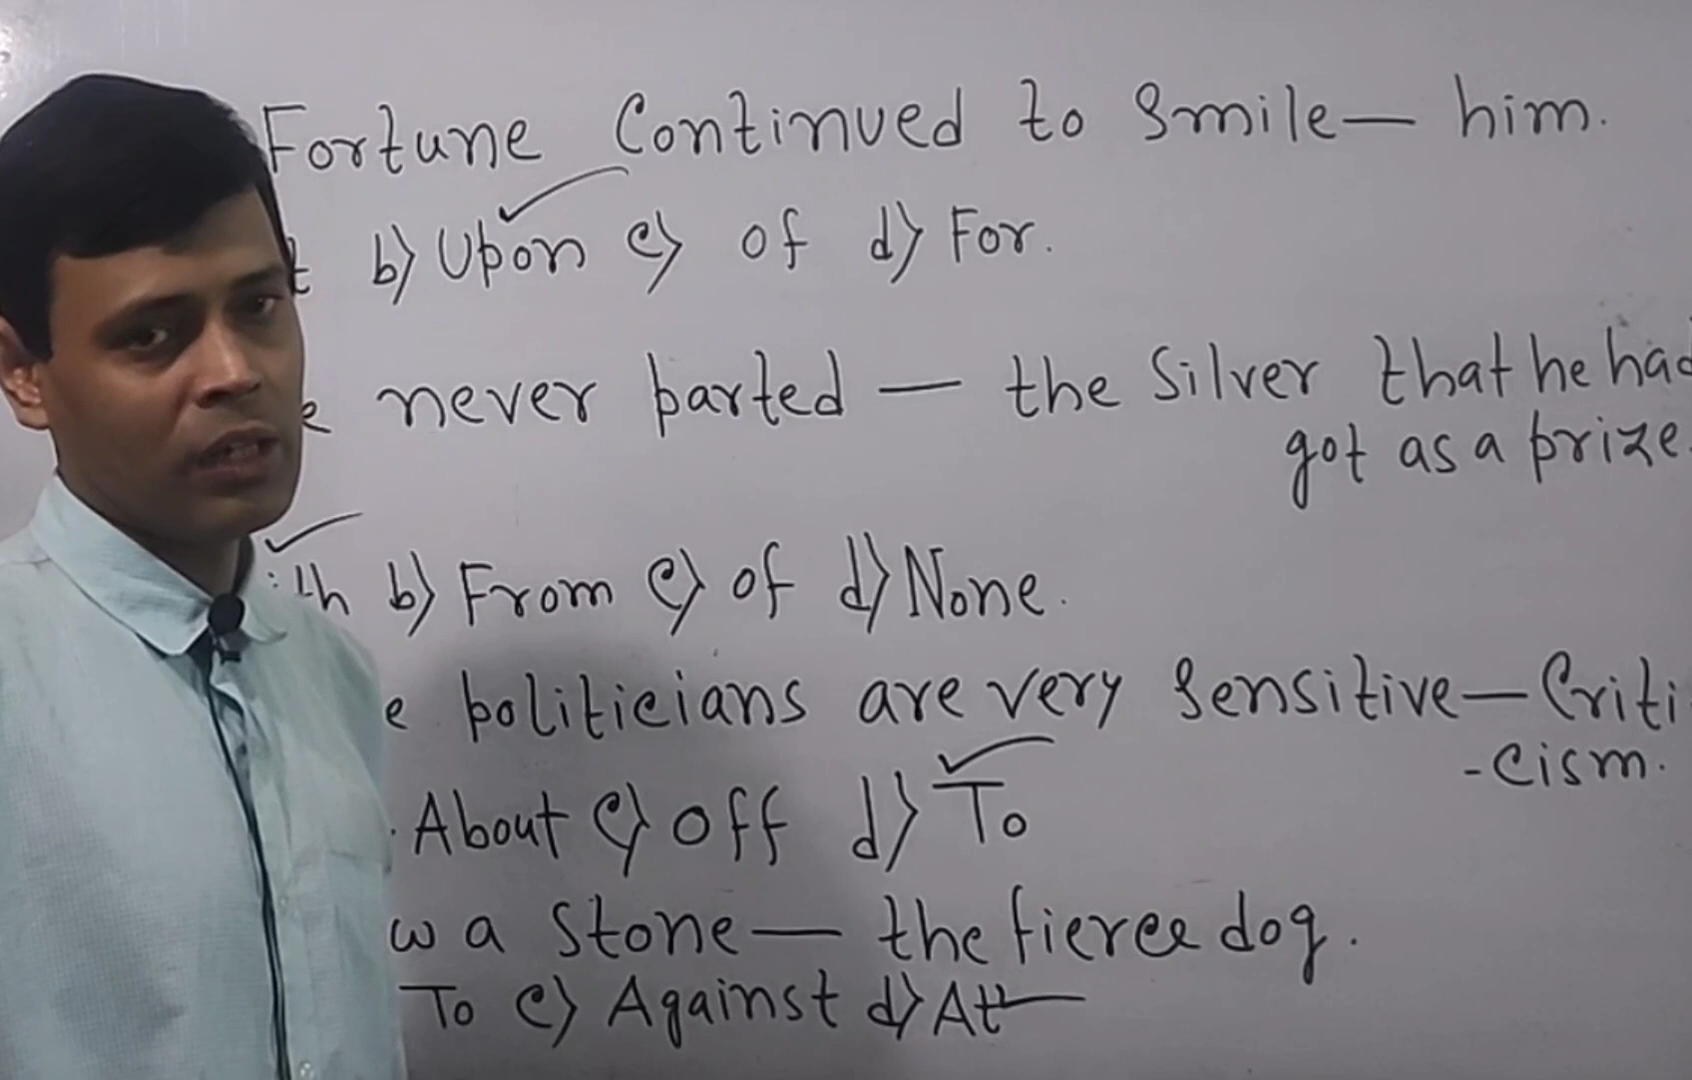 Fortune Continued to Smile— him.
b) Upon c) of d) For.
never parted — the Silver that he had
got as a prize.
b) From c) of d) None.
politicians are very Sensitive— Criti
-cism.
About c) off d) To
w a Stone— the fierce dog.
To c) Against d) At